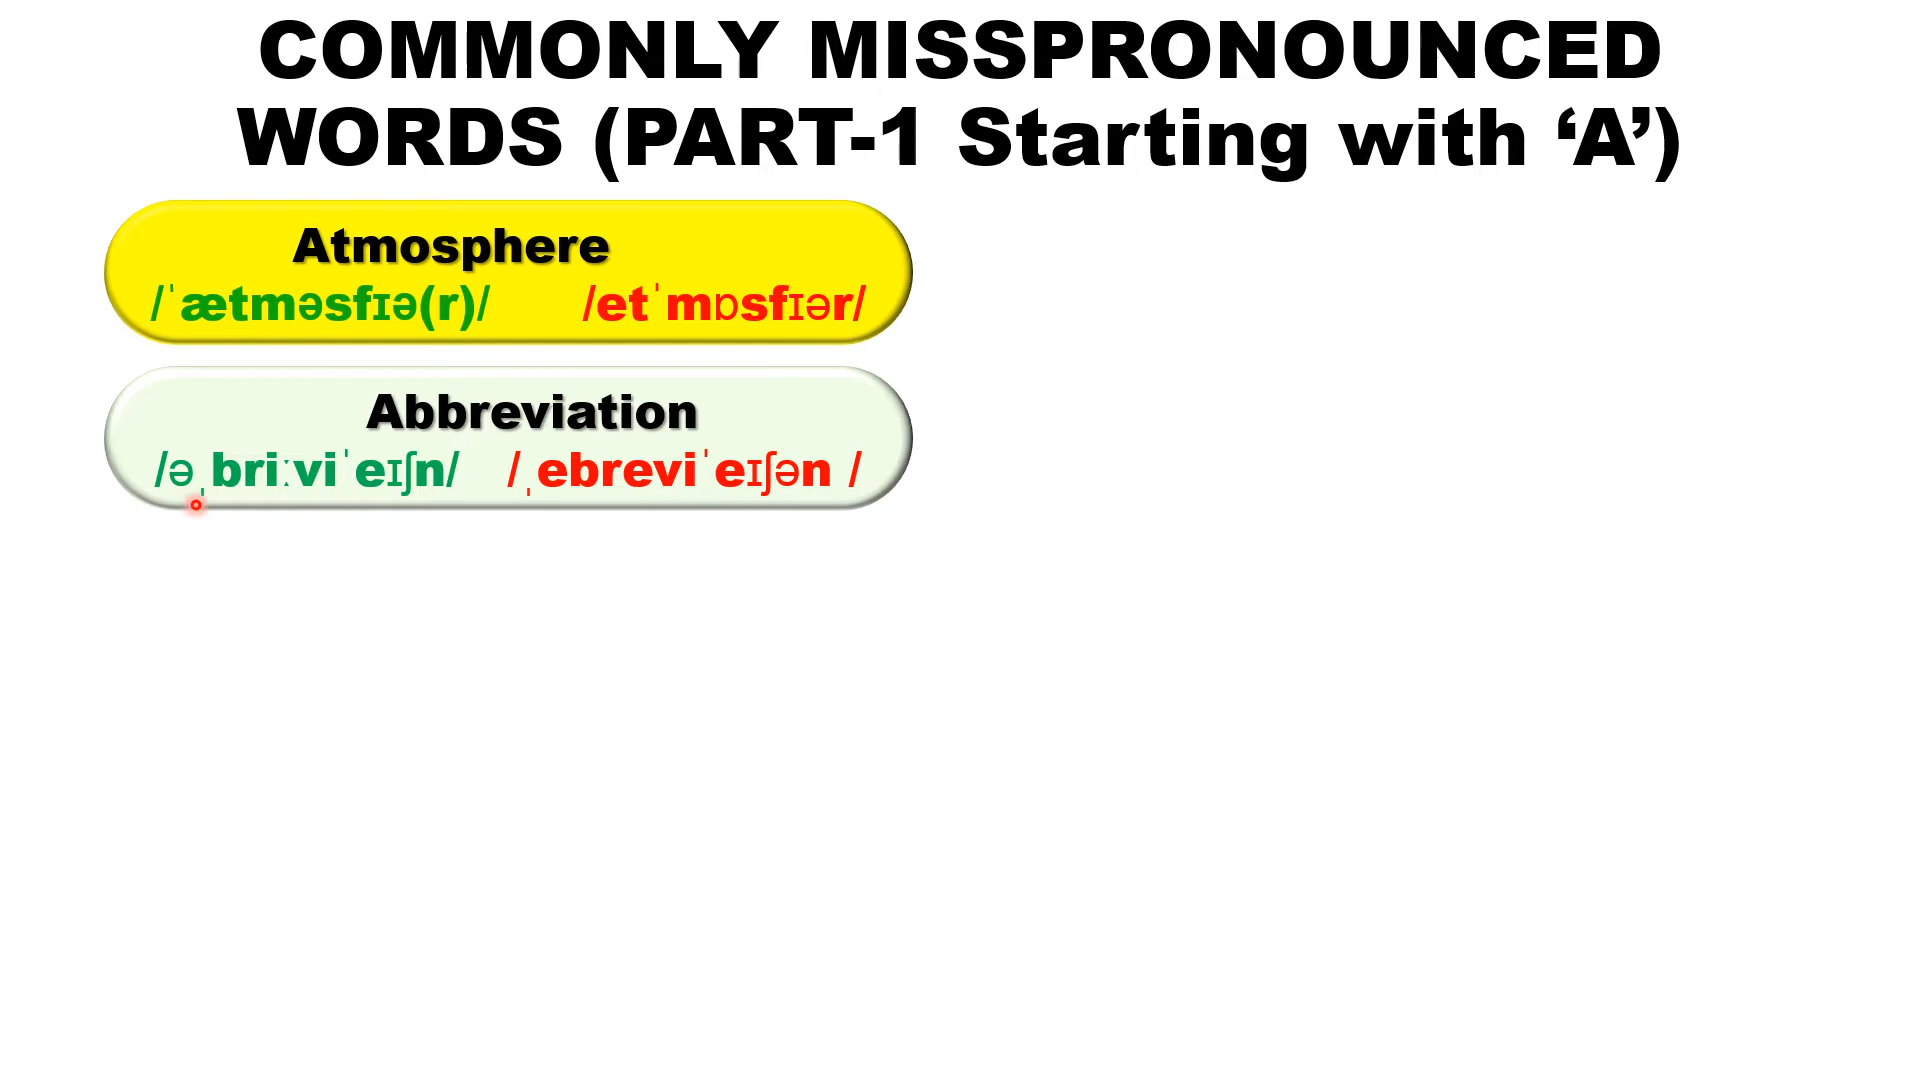 COMMONLY MISSPRONOUNCED
WORDS (PART-1 Starting with ‘A’)
Atmosphere
/ˈætməsfɪə(r)/ /etˈmɒsfɪər/
Abbreviation
/əˌbriːviˈeɪʃn/ /ˌebreviˈeɪʃən /